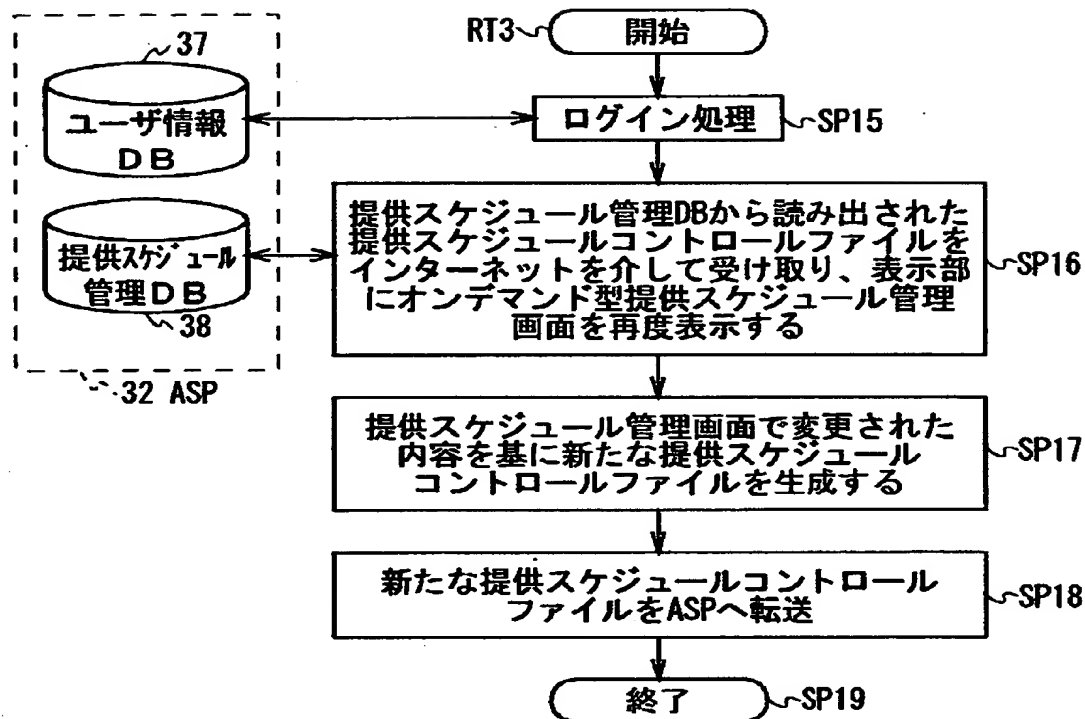 RT3
開始
37
ユーザ情報
DB
ログイン処理
SP15
提供スケジュール
管理DB
38
32 ASP
提供スケジュール管理DBから読み出された
提供スケジュールコントロールファイルを
インターネットを介して受け取り、表示部
にオンデマンド型提供スケジュール管理
画面を再度表示する
SP16
提供スケジュール管理画面で変更された
内容を基に新たな提供スケジュール
コントロールファイルを生成する
SP17
新たな提供スケジュールコントロール
ファイルをASPへ転送
SP18
終了
SP19